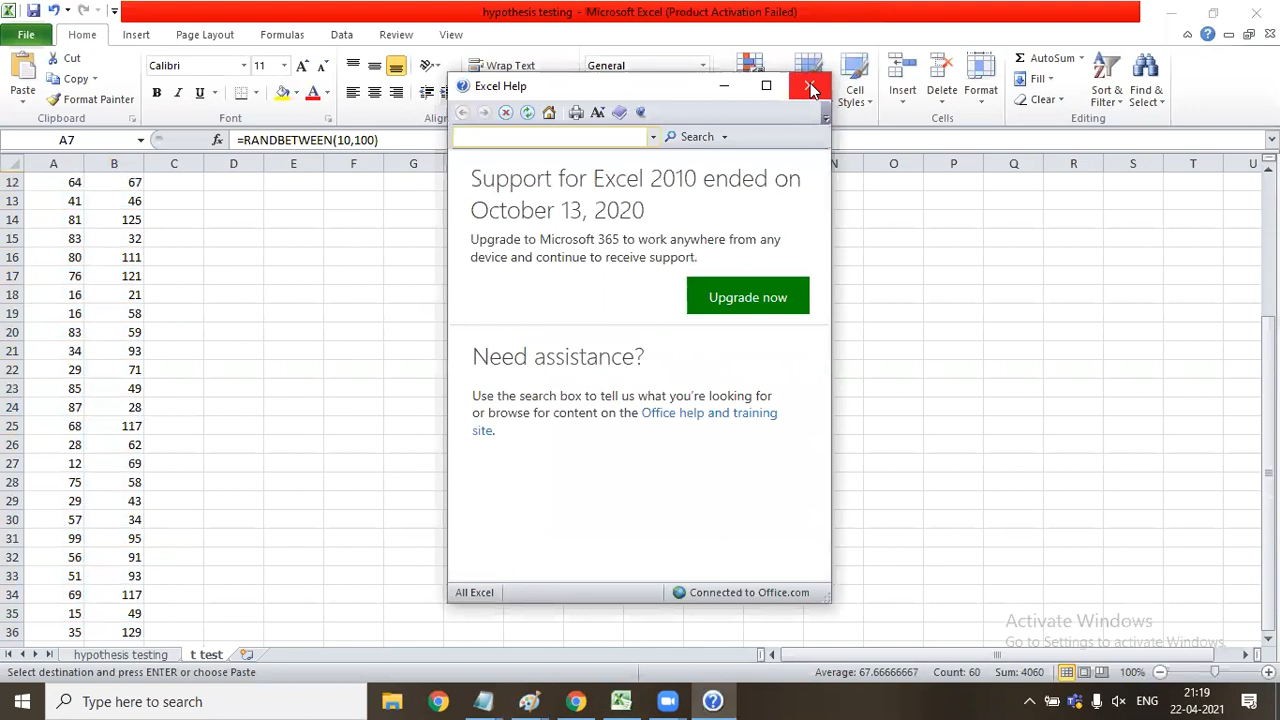 hypothesis testing - Microsoft Excel (Product Activation Failed)
File Home Insert Page Layout Formulas Data Review View
Cut
Copy
Format Painter
Paste
Clipboard
Calibri 11
B I U
Font
Wrap Text
General
Cell Styles
Insert Delete Format
Cells
AutoSum
Fill
Clear
Sort & Filter
Find & Select
Editing
A7 fx =RANDBETWEEN(10,100)
A B C D E F G N O P Q R S T U
12 64 67
13 41 46
14 81 125
15 83 32
16 80 111
17 76 121
18 16 21
19 16 58
20 83 59
21 34 93
22 29 71
23 85 49
24 87 28
25 68 117
26 28 62
27 12 69
28 75 58
29 29 43
30 57 34
31 99 95
32 56 91
33 51 93
34 69 117
35 15 49
36 35 129
Excel Help
Search
Support for Excel 2010 ended on
October 13, 2020
Upgrade to Microsoft 365 to work anywhere from any
device and continue to receive support.
Upgrade now
Need assistance?
Use the search box to tell us what you're looking for
or browse for content on the Office help and training
site.
All Excel Connected to Office.com
Activate Windows
Go to Settings to activate Windows.
hypothesis testing t test
Select destination and press ENTER or choose Paste Average: 67.66666667 Count: 60 Sum: 4060 100%
Type here to search
ENG 21:19
22-04-2021